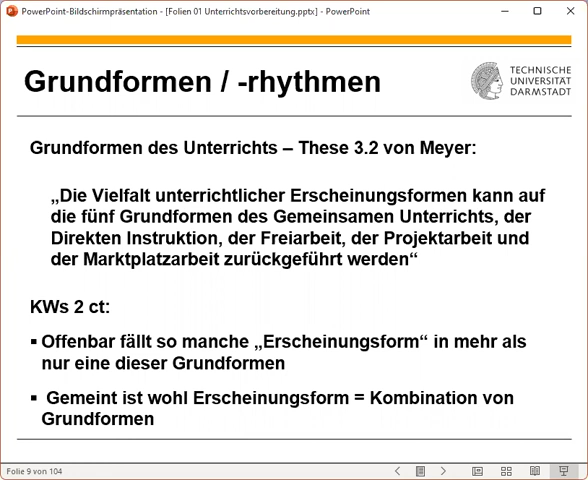 PowerPoint-Bildschirmpräsentation - [Folien 01 Unterrichtsvorbereitung.pptx] - PowerPoint
Grundformen / -rhythmen
TECHNISCHE
UNIVERSITÄT
DARMSTADT
Grundformen des Unterrichts – These 3.2 von Meyer:
„Die Vielfalt unterrichtlicher Erscheinungsformen kann auf
die fünf Grundformen des Gemeinsamen Unterrichts, der
Direkten Instruktion, der Freiarbeit, der Projektarbeit und
der Marktplatzarbeit zurückgeführt werden“
KWs 2 ct:
▪ Offenbar fällt so manche „Erscheinungsform“ in mehr als
nur eine dieser Grundformen
▪ Gemeint ist wohl Erscheinungsform = Kombination von
Grundformen
Folie 9 von 104